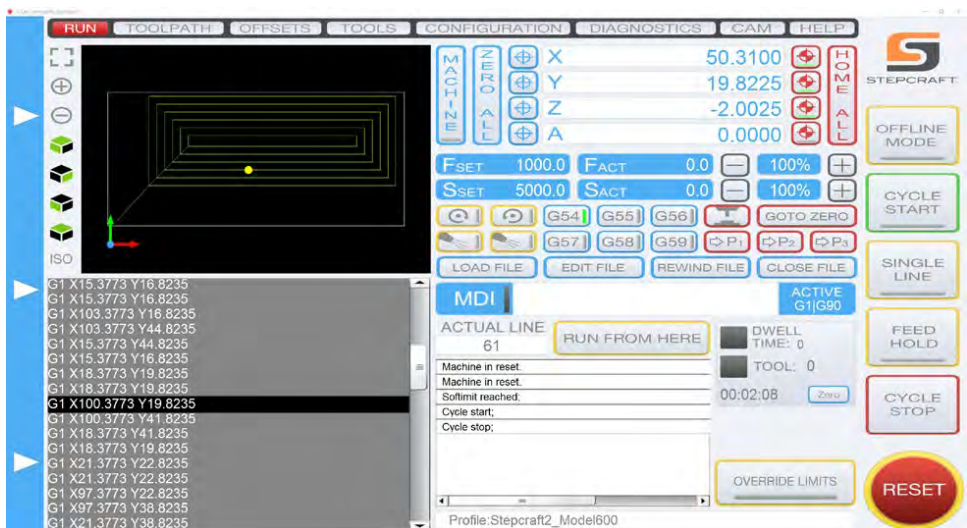 RUN TOOLPATH OFFSETS TOOLS CONFIGURATION DIAGNOSTICS CAM HELP
MACHINE
ZERO ALL
X 50.3100
Y 19.8225
Z -2.0025
A 0.0000
HOME ALL
STEPCRAFT
FSET 1000.0 FACT 0.0 100%
SSET 5000.0 SACT 0.0 100%
G54 G55 G56 GOTO ZERO
G57 G58 G59 P1 P2 P3
LOAD FILE EDIT FILE REWIND FILE CLOSE FILE
ISO
G1 X15.3773 Y16.8235
G1 X15.3773 Y16.8235
G1 X103.3773 Y16.8235
G1 X103.3773 Y44.8235
G1 X15.3773 Y44.8235
G1 X15.3773 Y16.8235
G1 X18.3773 Y19.8235
G1 X18.3773 Y19.8235
G1 X100.3773 Y19.8235
G1 X100.3773 Y41.8235
G1 X18.3773 Y41.8235
G1 X18.3773 Y19.8235
G1 X21.3773 Y22.8235
G1 X21.3773 Y22.8235
G1 X97.3773 Y22.8235
G1 X97.3773 Y38.8235
G1 X21.3773 Y38.8235
MDI
ACTIVE
G1|G90
ACTUAL LINE
61
RUN FROM HERE
DWELL
TIME: 0
TOOL: 0
00:02:08 Zero
Machine in reset.
Machine in reset.
Softimit reached;
Cycle start;
Cycle stop;
OVERRIDE LIMITS
Profile:Stepcraft2_Model600
OFFLINE
MODE
CYCLE
START
SINGLE
LINE
FEED
HOLD
CYCLE
STOP
RESET